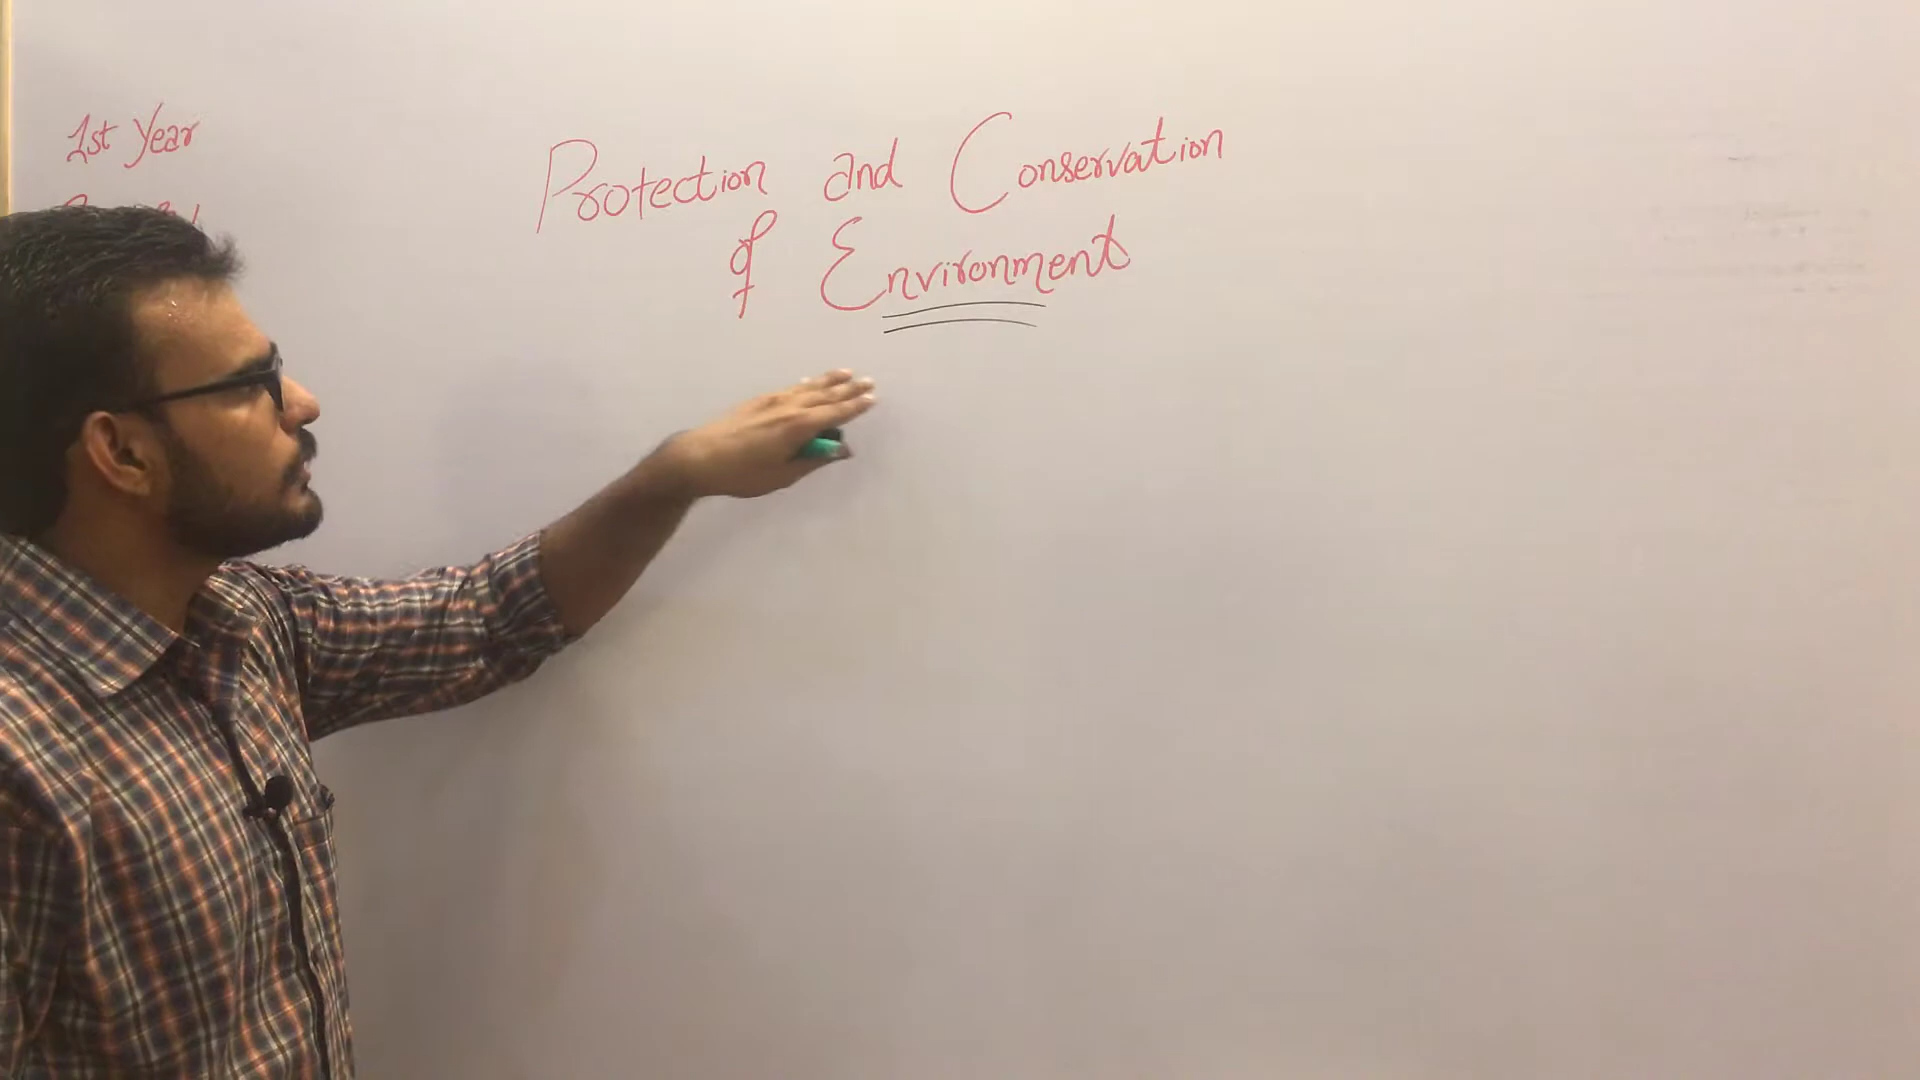 1st Year
Protection and Conservation
of Environment